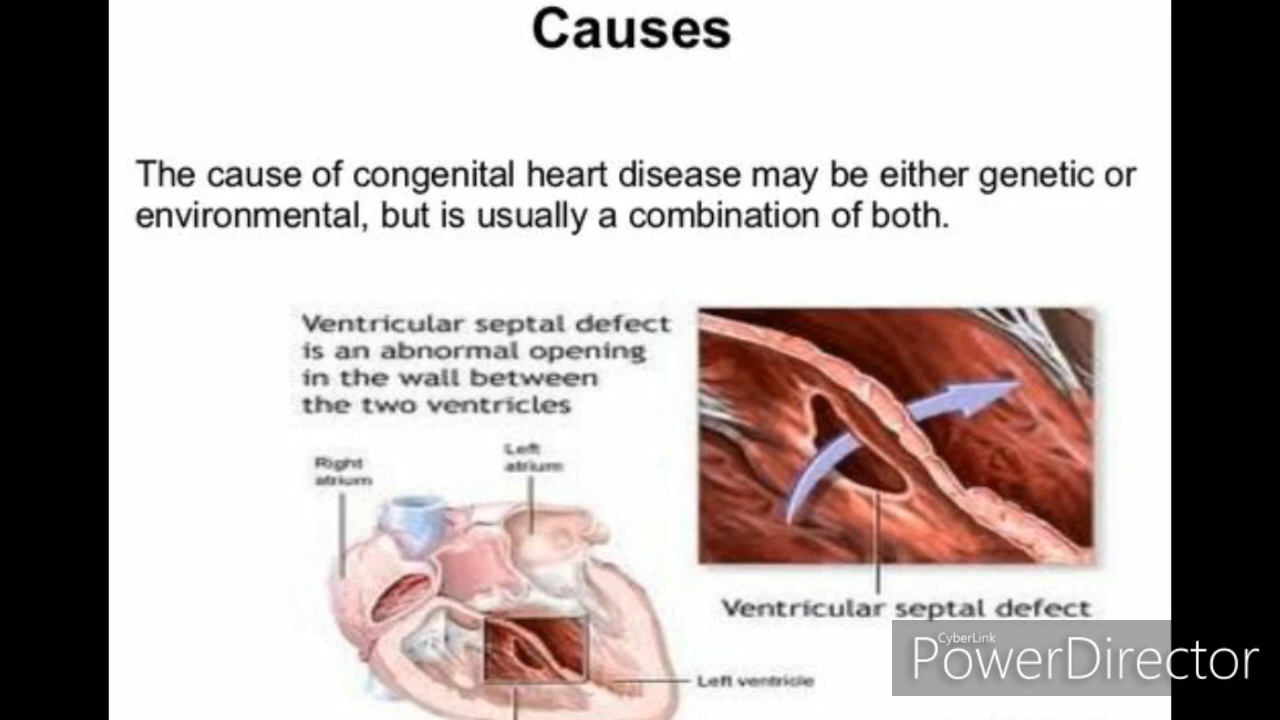 Causes
The cause of congenital heart disease may be either genetic or
environmental, but is usually a combination of both.
Ventricular septal defect
is an abnormal opening
in the wall between
the two ventricles
Right
atrium
Left
atrium
Ventricular septal defect
Left ventricle
CyberLink
PowerDirector